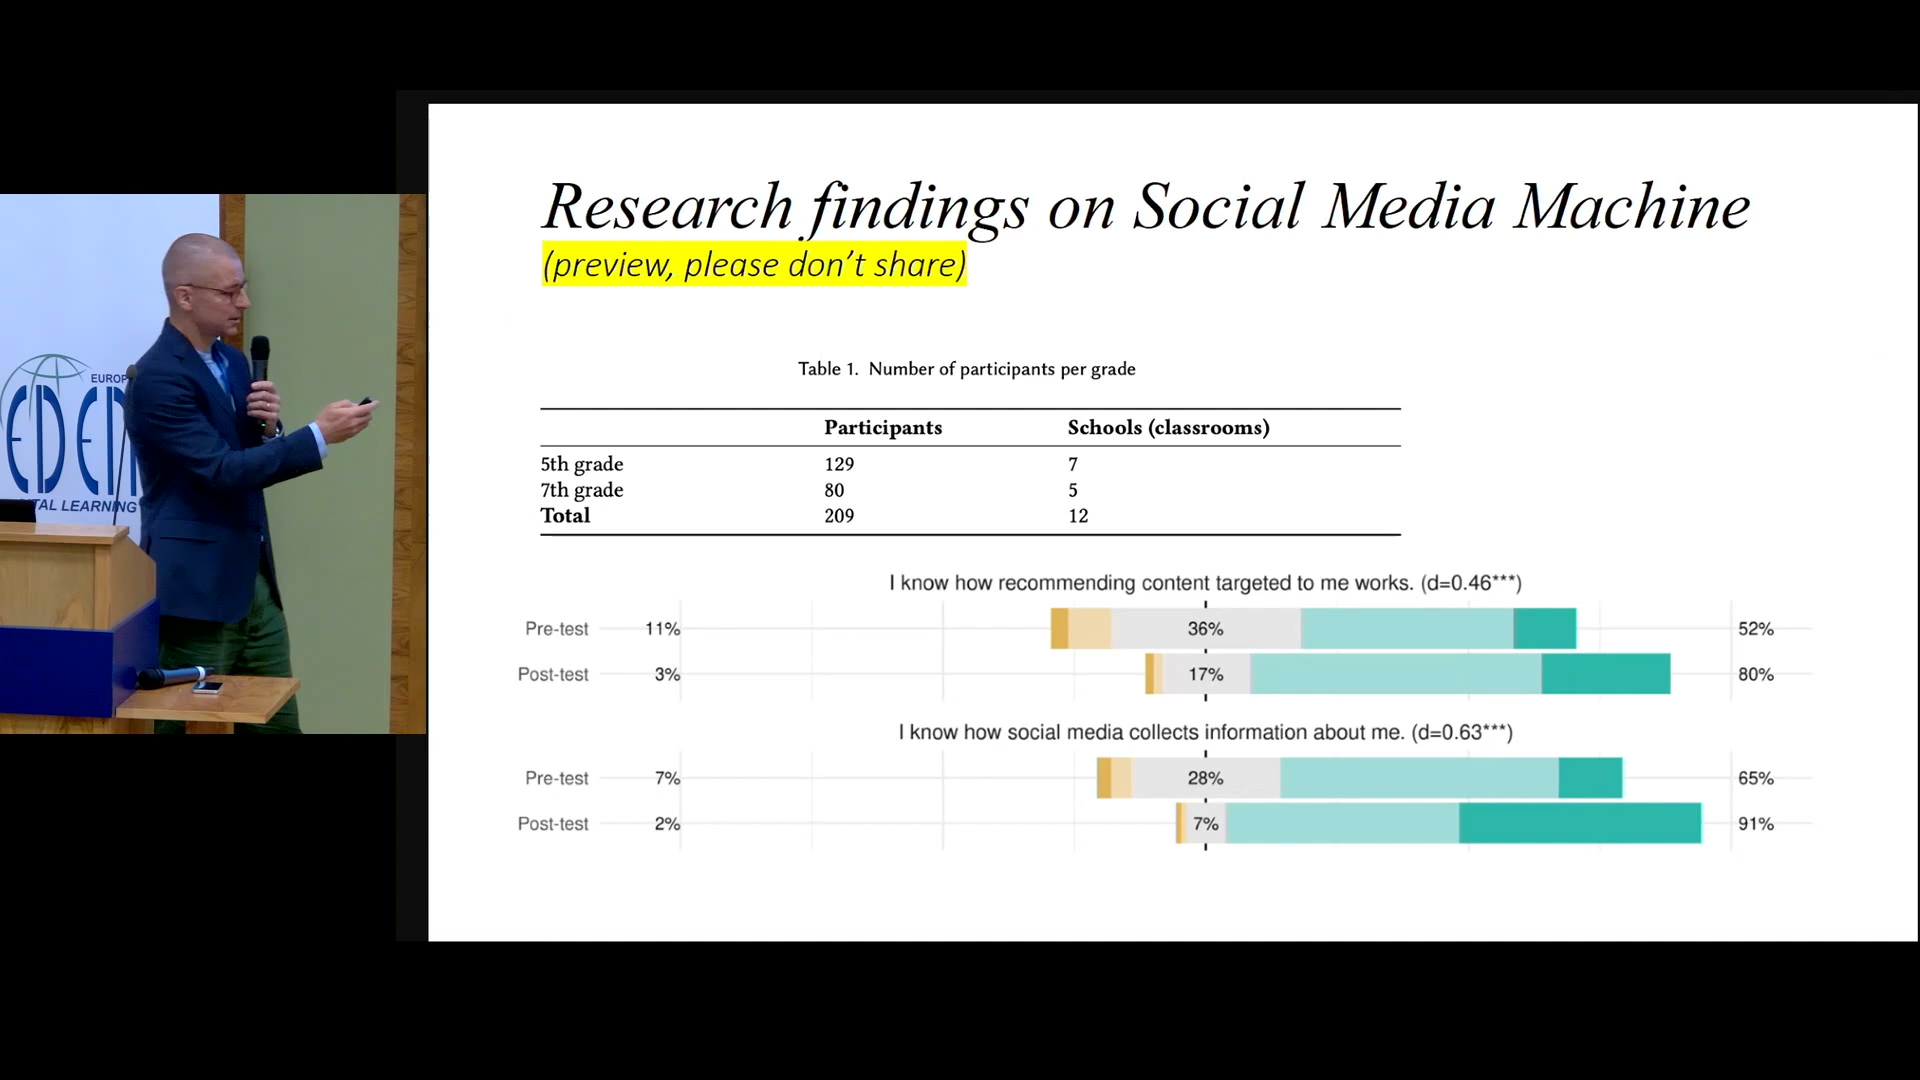 Research findings on Social Media Machine
(preview, please don’t share)
Table 1. Number of participants per grade
Participants Schools (classrooms)
5th grade 129 7
7th grade 80 5
Total 209 12
I know how recommending content targeted to me works. (d=0.46***)
Pre-test 11% 36% 52%
Post-test 3% 17% 80%
I know how social media collects information about me. (d=0.63***)
Pre-test 7% 28% 65%
Post-test 2% 7% 91%
EDEN
LEARNING